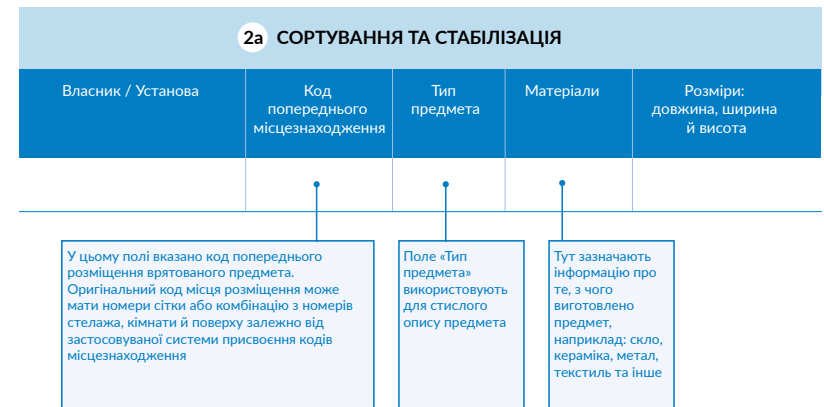 2а СОРТУВАННЯ ТА СТАБІЛІЗАЦІЯ
Власник / Установа
Код
попереднього
місцезнаходження
Тип
предмета
Матеріали
Розміри:
довжина, ширина
й висота
У цьому полі вказано код попереднього
розміщення врятованого предмета.
Оригінальний код місця розміщення може
мати номери сітки або комбінацію з номерів
стелажа, кімнати й поверху залежно від
застосовуваної системи присвоєння кодів
місцезнаходження
Поле «Тип
предмета»
використовують
для стислого
опису предмета
Тут зазначають
інформацію про
те, з чого
виготовлено
предмет,
наприклад: скло,
кераміка, метал,
текстиль та інше